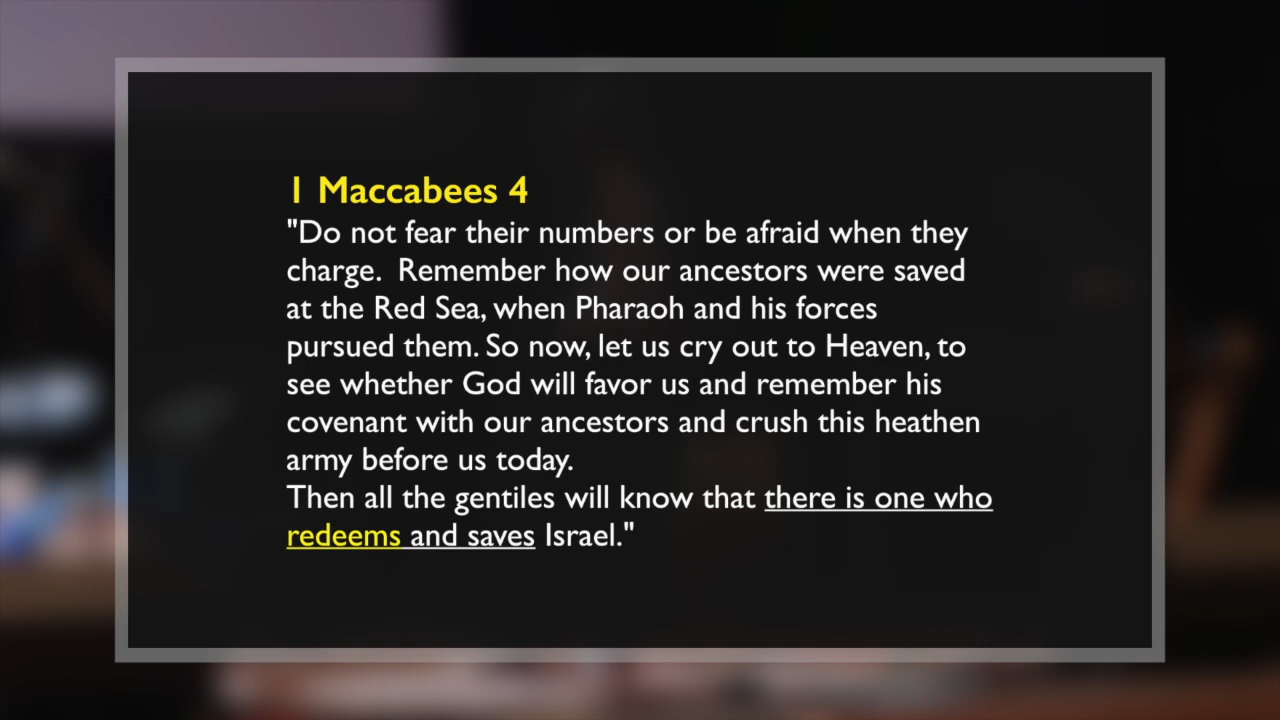 1 Maccabees 4
"Do not fear their numbers or be afraid when they
charge.  Remember how our ancestors were saved
at the Red Sea, when Pharaoh and his forces
pursued them. So now, let us cry out to Heaven, to
see whether God will favor us and remember his
covenant with our ancestors and crush this heathen
army before us today.
Then all the gentiles will know that there is one who
redeems and saves Israel."